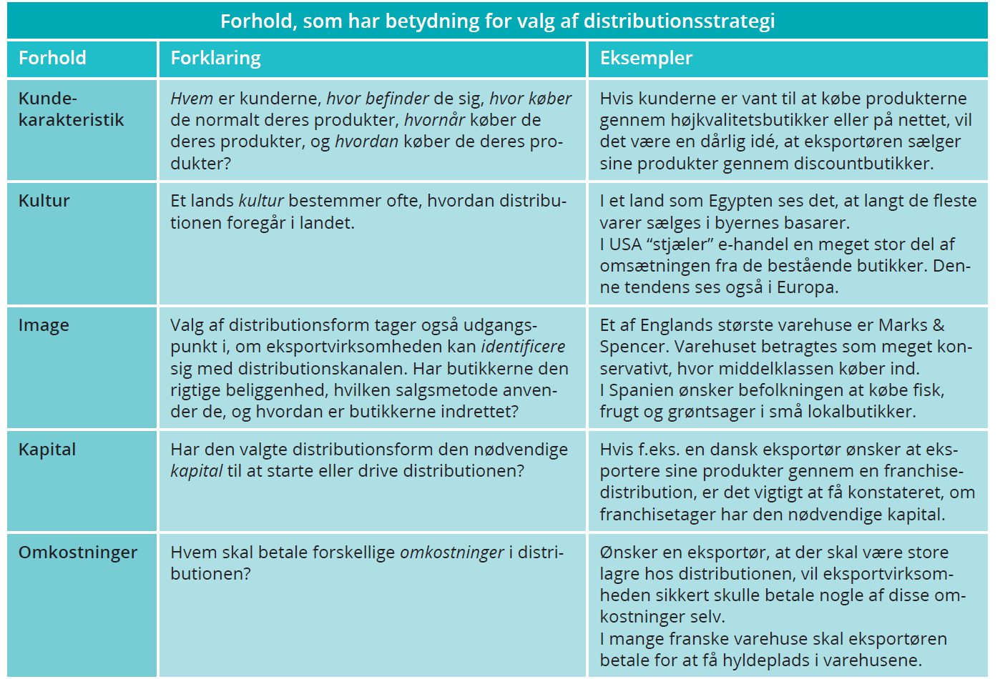 Forhold, som har betydning for valg af distributionsstrategi
Forhold
Forklaring
Eksempler
Kunde-
karakteristik
Hvem er kunderne, hvor befinder de sig, hvor køber
de normalt deres produkter, hvornår køber de
deres produkter, og hvordan køber de deres pro-
dukter?
Hvis kunderne er vant til at købe produkterne
gennem højkvalitetsbutikker eller på nettet, vil
det være en dårlig idé, at eksportøren sælger
sine produkter gennem discountbutikker.
Kultur
Et lands kultur bestemmer ofte, hvordan distribu-
tionen foregår i landet.
I et land som Egypten ses det, at langt de fleste
varer sælges i byernes basarer.
I USA “stjæler” e-handel en meget stor del af
omsætningen fra de bestående butikker. Den-
ne tendens ses også i Europa.
Image
Valg af distributionsform tager også udgangs-
punkt i, om eksportvirksomheden kan identificere
sig med distributionskanalen. Har butikkerne den
rigtige beliggenhed, hvilken salgsmetode anven-
der de, og hvordan er butikkerne indrettet?
Et af Englands største varehuse er Marks &
Spencer. Varehuset betragtes som meget kon-
servativt, hvor middelklassen køber ind.
I Spanien ønsker befolkningen at købe fisk,
frugt og grøntsager i små lokalbutikker.
Kapital
Har den valgte distributionsform den nødvendige
kapital til at starte eller drive distributionen?
Hvis f.eks. en dansk eksportør ønsker at eks-
portere sine produkter gennem en franchise-
distribution, er det vigtigt at få konstateret, om
franchisetager har den nødvendige kapital.
Omkostninger
Hvem skal betale forskellige omkostninger i distri-
butionen?
Ønsker en eksportør, at der skal være store
lagre hos distributionen, vil eksportvirksom-
heden sikkert skulle betale nogle af disse om-
kostninger selv.
I mange franske varehuse skal eksportøren
betale for at få hyldeplads i varehusene.